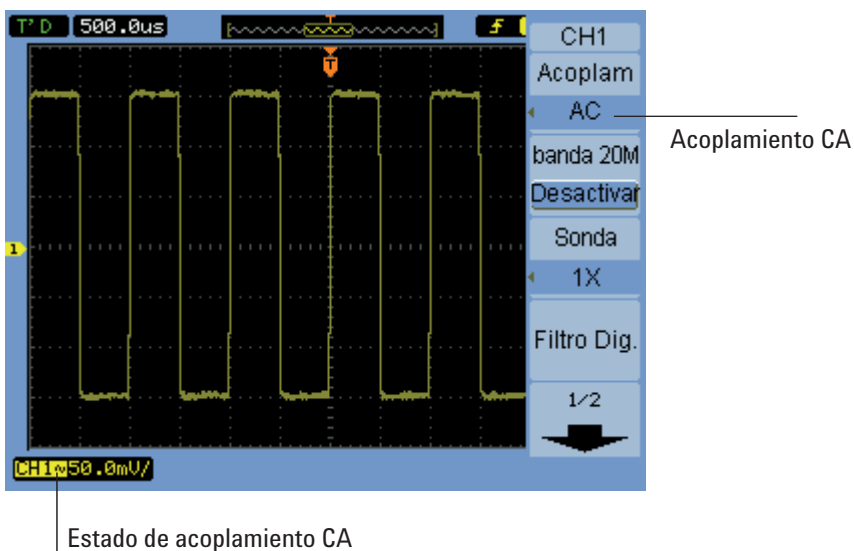 T'D 500.0us
T
CH1
Acoplam
T
AC
Acoplamiento CA
banda 20M
Desactivar
1
Sonda
1X
Filtro Dig.
1/2
CH1~50.0mV/
Estado de acoplamiento CA